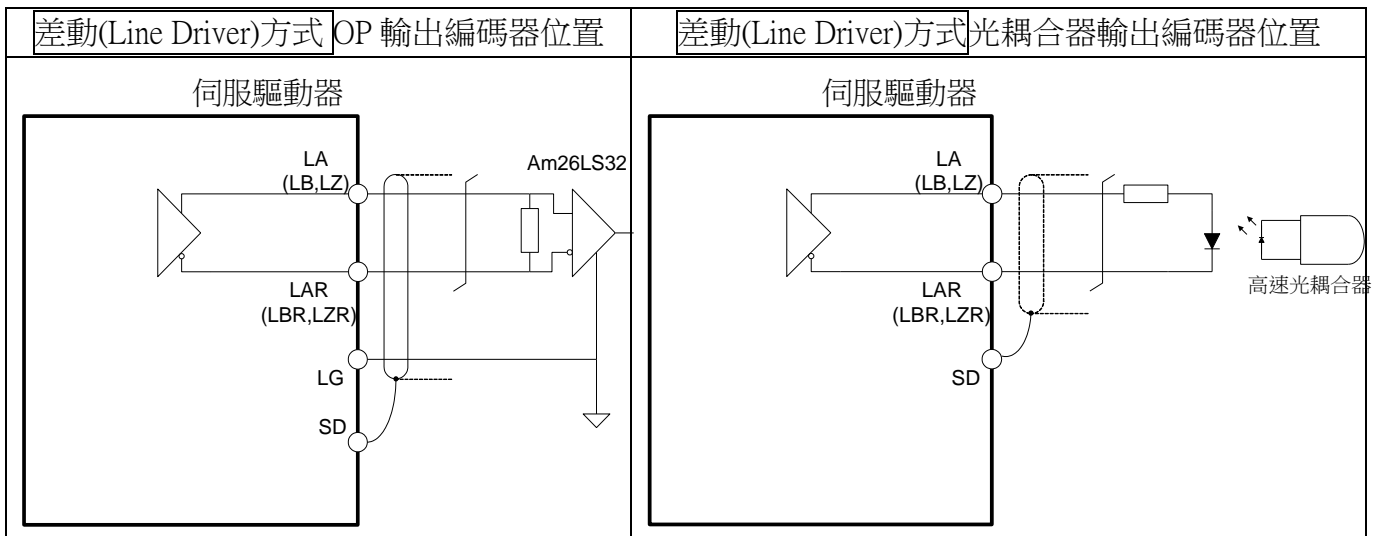 差動(Line Driver)方式 OP 輸出編碼器位置
伺服驅動器
LA
(LB,LZ)
Am26LS32
LAR
(LBR,LZR)
LG
SD
差動(Line Driver)方式光耦合器輸出編碼器位置
伺服驅動器
LA
(LB,LZ)
LAR
(LBR,LZR)
SD
高速光耦合器